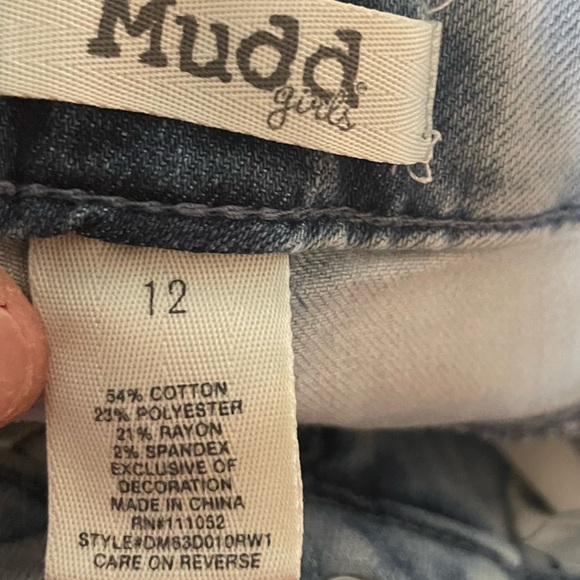 Mudd
girls
12
54% COTTON
23% POLYESTER
21% RAYON
2% SPANDEX
EXCLUSIVE OF
DECORATION
MADE IN CHINA
RN#111052
STYLE#DM63D010RW1
CARE ON REVERSE